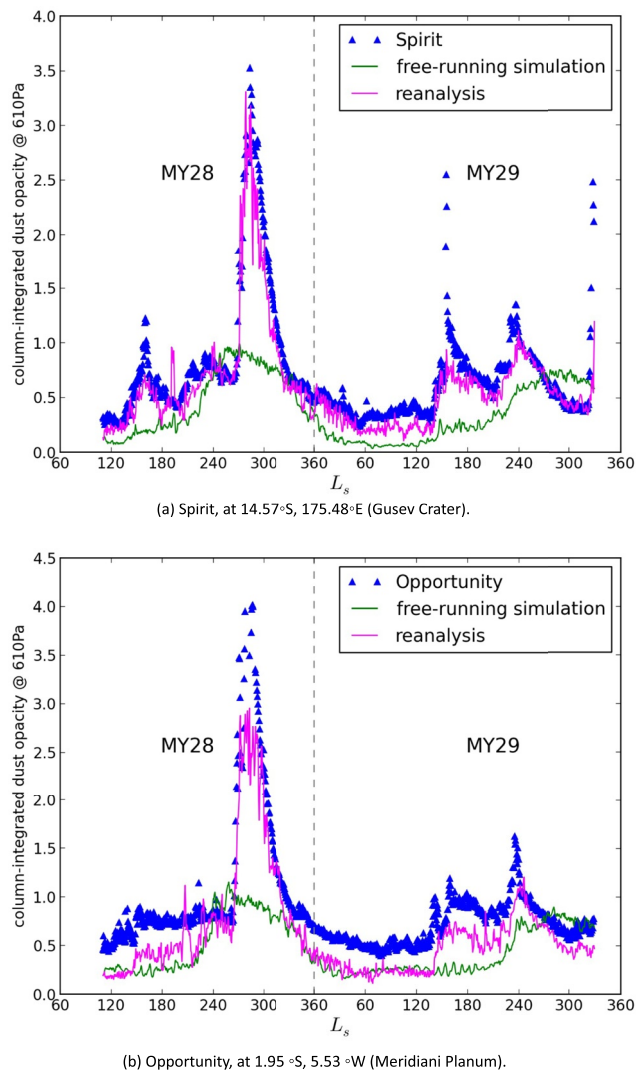 4.0
3.5
3.0
2.5
2.0
1.5
1.0
0.5
0.0
column-integrated dust opacity @ 610Pa
Spirit
free-running simulation
reanalysis
MY28
MY29
60 120 180 240 300 360 60 120 180 240 300 360
Ls
(a) Spirit, at 14.57◦S, 175.48◦E (Gusev Crater).
4.5
4.0
3.5
3.0
2.5
2.0
1.5
1.0
0.5
0.0
column-integrated dust opacity @ 610Pa
Opportunity
free-running simulation
reanalysis
MY28
MY29
60 120 180 240 300 360 60 120 180 240 300 360
Ls
(b) Opportunity, at 1.95 ◦S, 5.53 ◦W (Meridiani Planum).